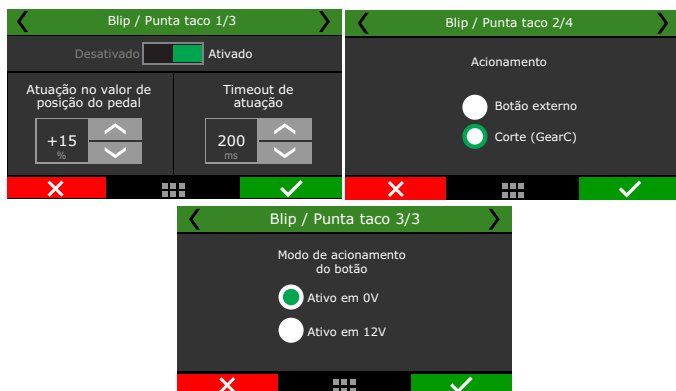 Blip / Punta taco 1/3
Desativado
Ativado
Atuação no valor de
posição do pedal
+15
%
Timeout de
atuação
200
ms
Blip / Punta taco 2/4
Acionamento
Botão externo
Corte (GearC)
Blip / Punta taco 3/3
Modo de acionamento
do botão
Ativo em 0V
Ativo em 12V